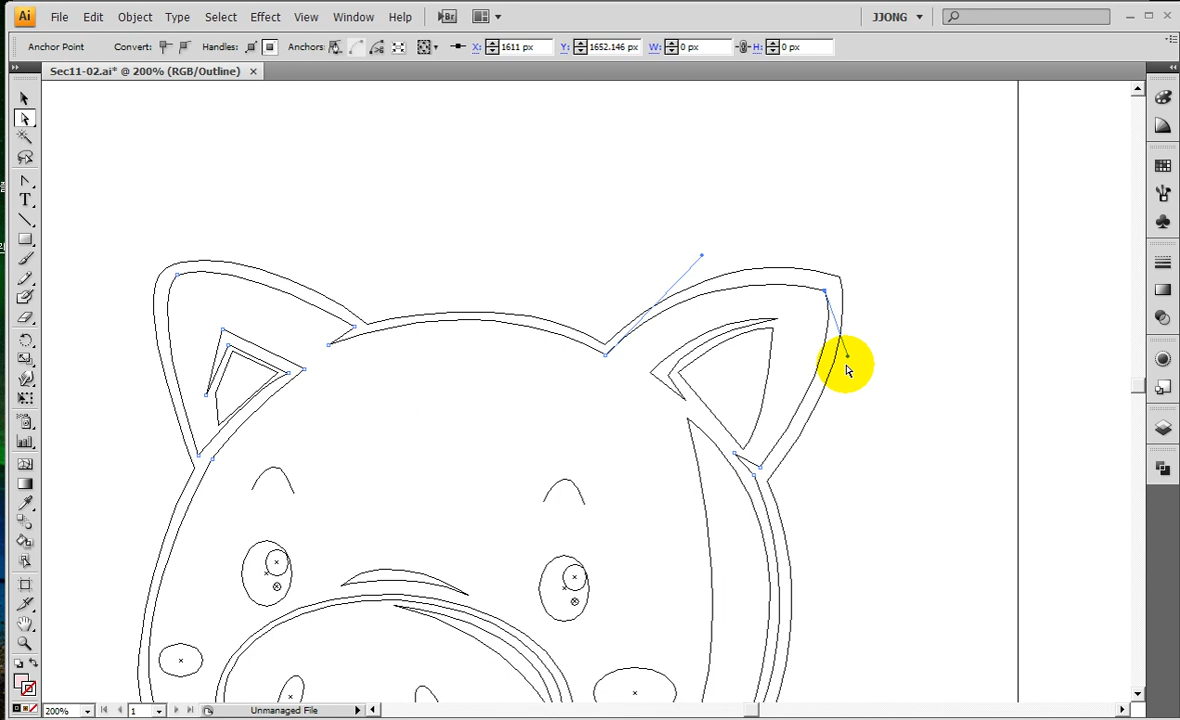 Ai File Edit Object Type Select Effect View Window Help Br JJONG
Anchor Point Convert: Handles: Anchors: X: 1611 px Y: 1652.146 px W: 0 px H: 0 px
Sec11-02.ai* @ 200% (RGB/Outline) ×
T
200% 1 Unmanaged File